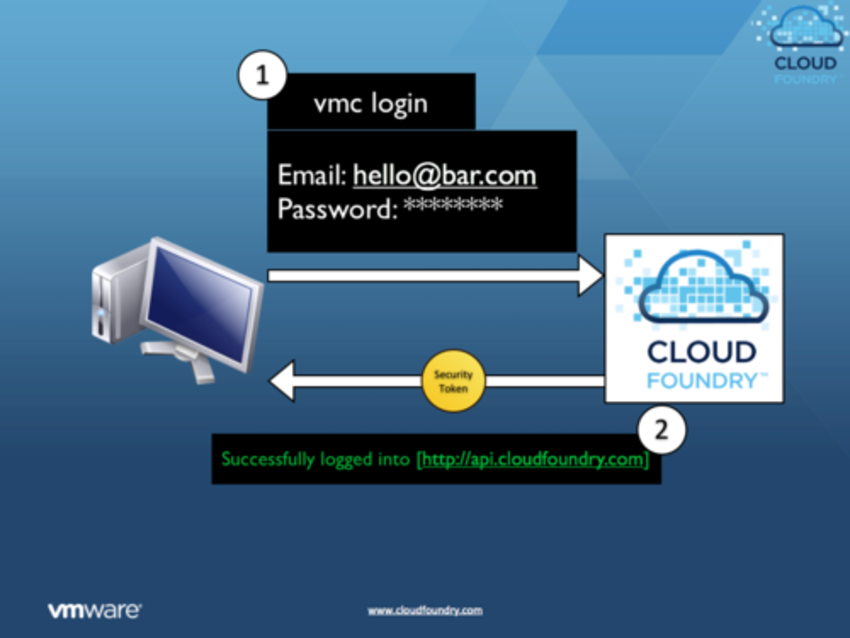 CLOUD
FOUNDRY™
1
vmc login
Email: hello@bar.com
Password: ********
CLOUD
FOUNDRY™
Security
Token
2
Successfully logged into [http://api.cloudfoundry.com]
vmware®
www.cloudfoundry.com